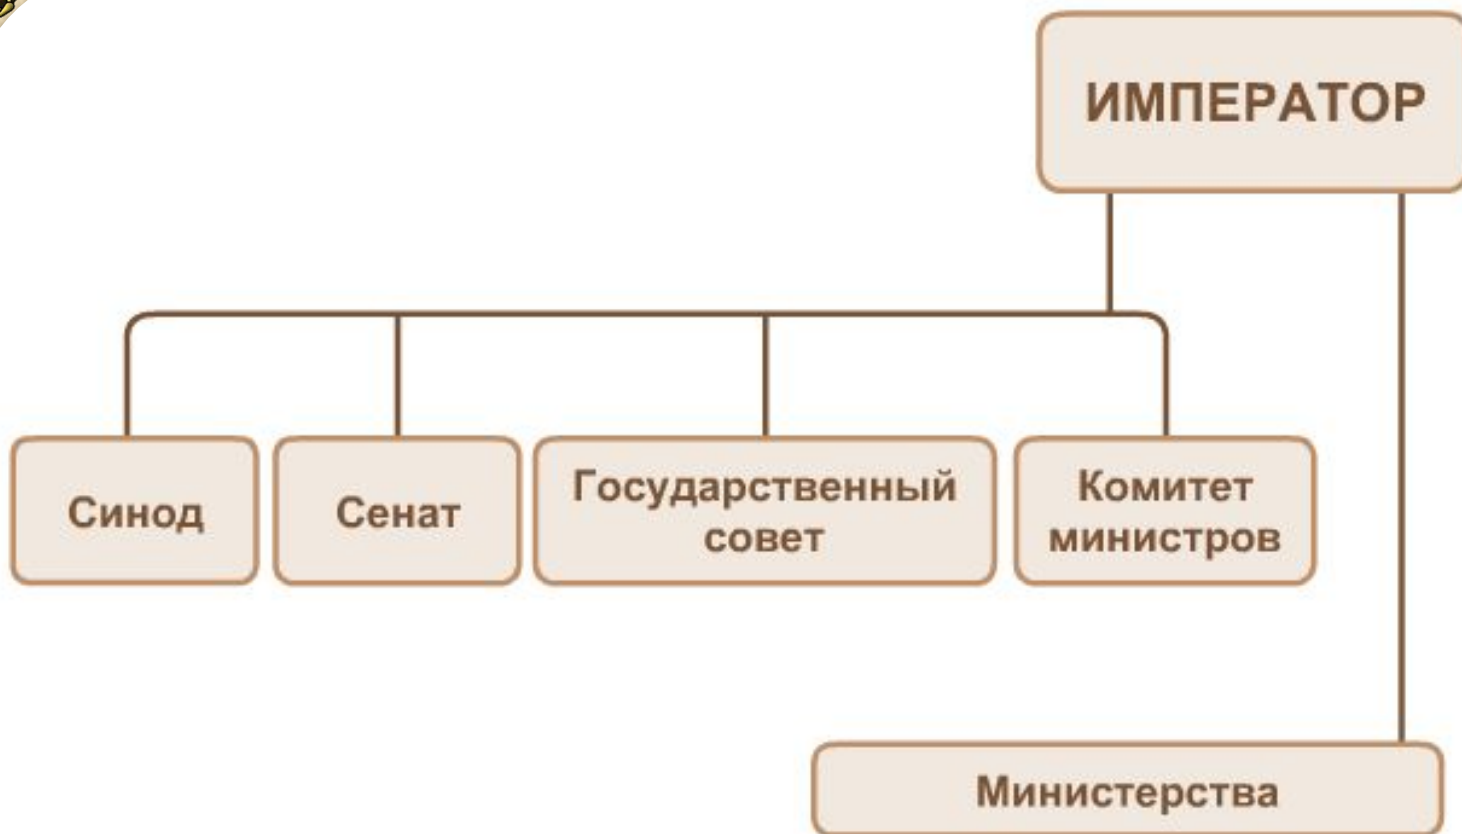 ИМПЕРАТОР
Синод
Сенат
Государственный
совет
Комитет
министров
Министерства